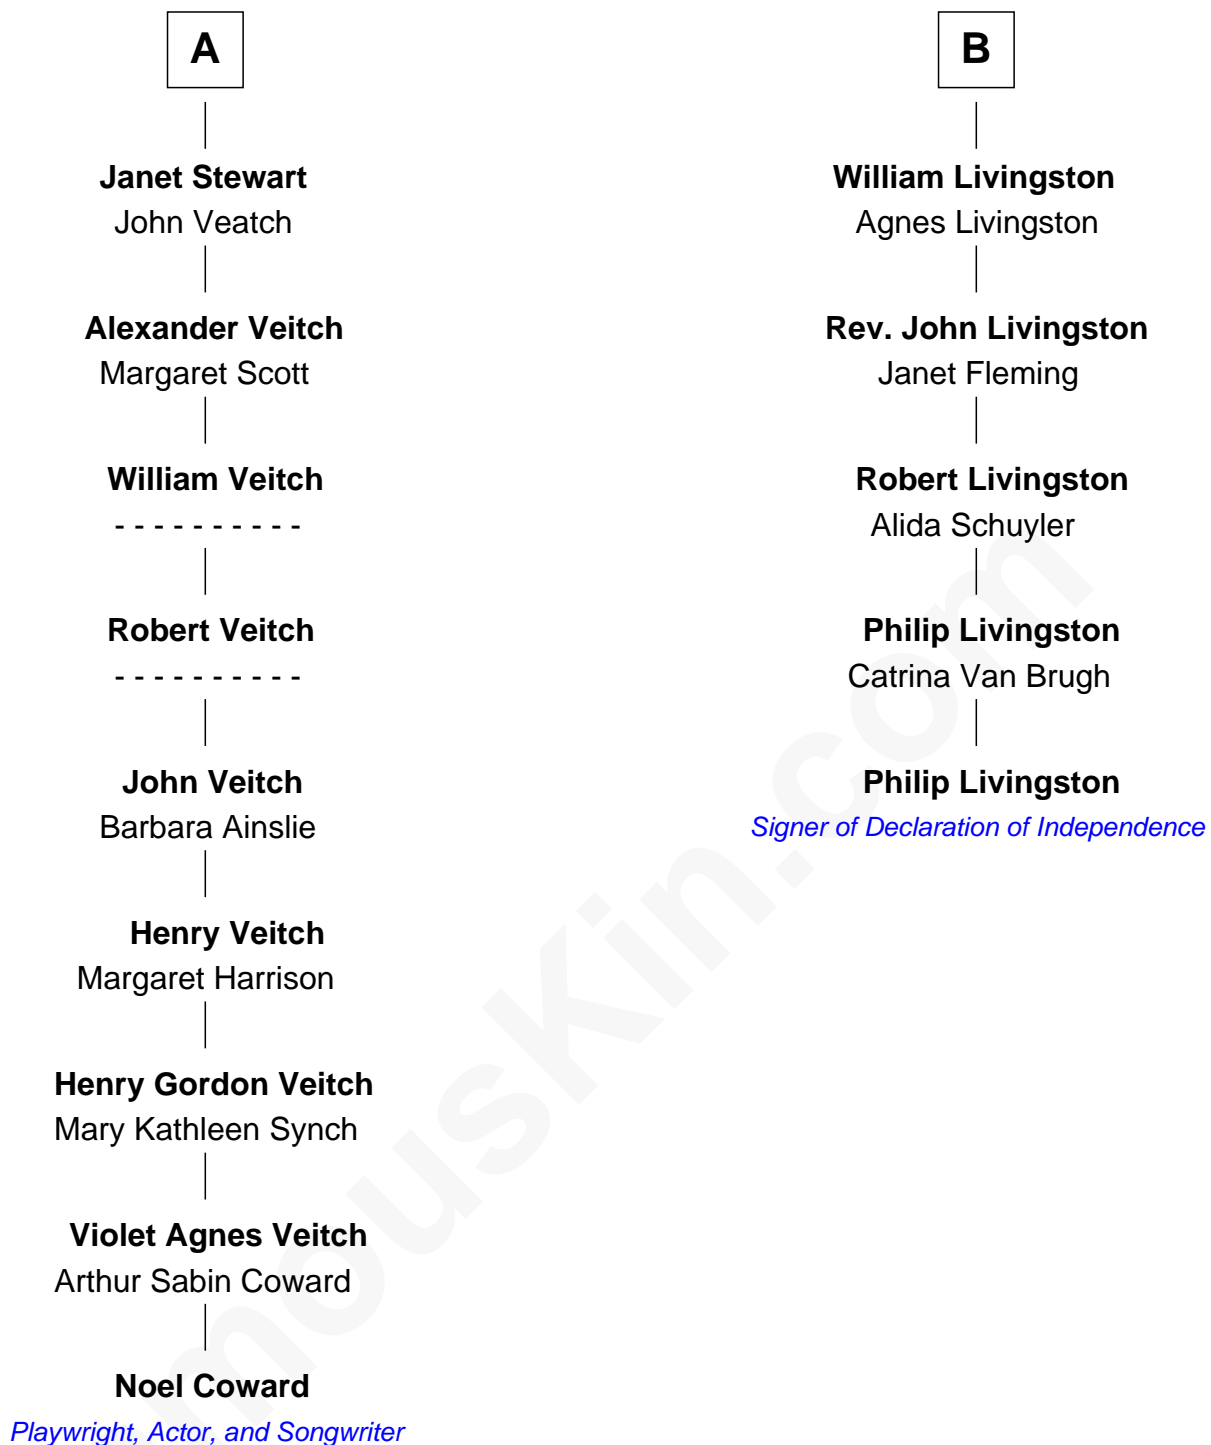 A
Janet Stewart
John Veatch
Alexander Veitch
Margaret Scott
William Veitch
- - - - - - - - - -
Robert Veitch
- - - - - - - - - -
John Veitch
Barbara Ainslie
Henry Veitch
Margaret Harrison
Henry Gordon Veitch
Mary Kathleen Synch
Violet Agnes Veitch
Arthur Sabin Coward
Noel Coward
Playwright, Actor, and Songwriter
B
William Livingston
Agnes Livingston
Rev. John Livingston
Janet Fleming
Robert Livingston
Alida Schuyler
Philip Livingston
Catrina Van Brugh
Philip Livingston
Signer of Declaration of Independence
mousKin.com